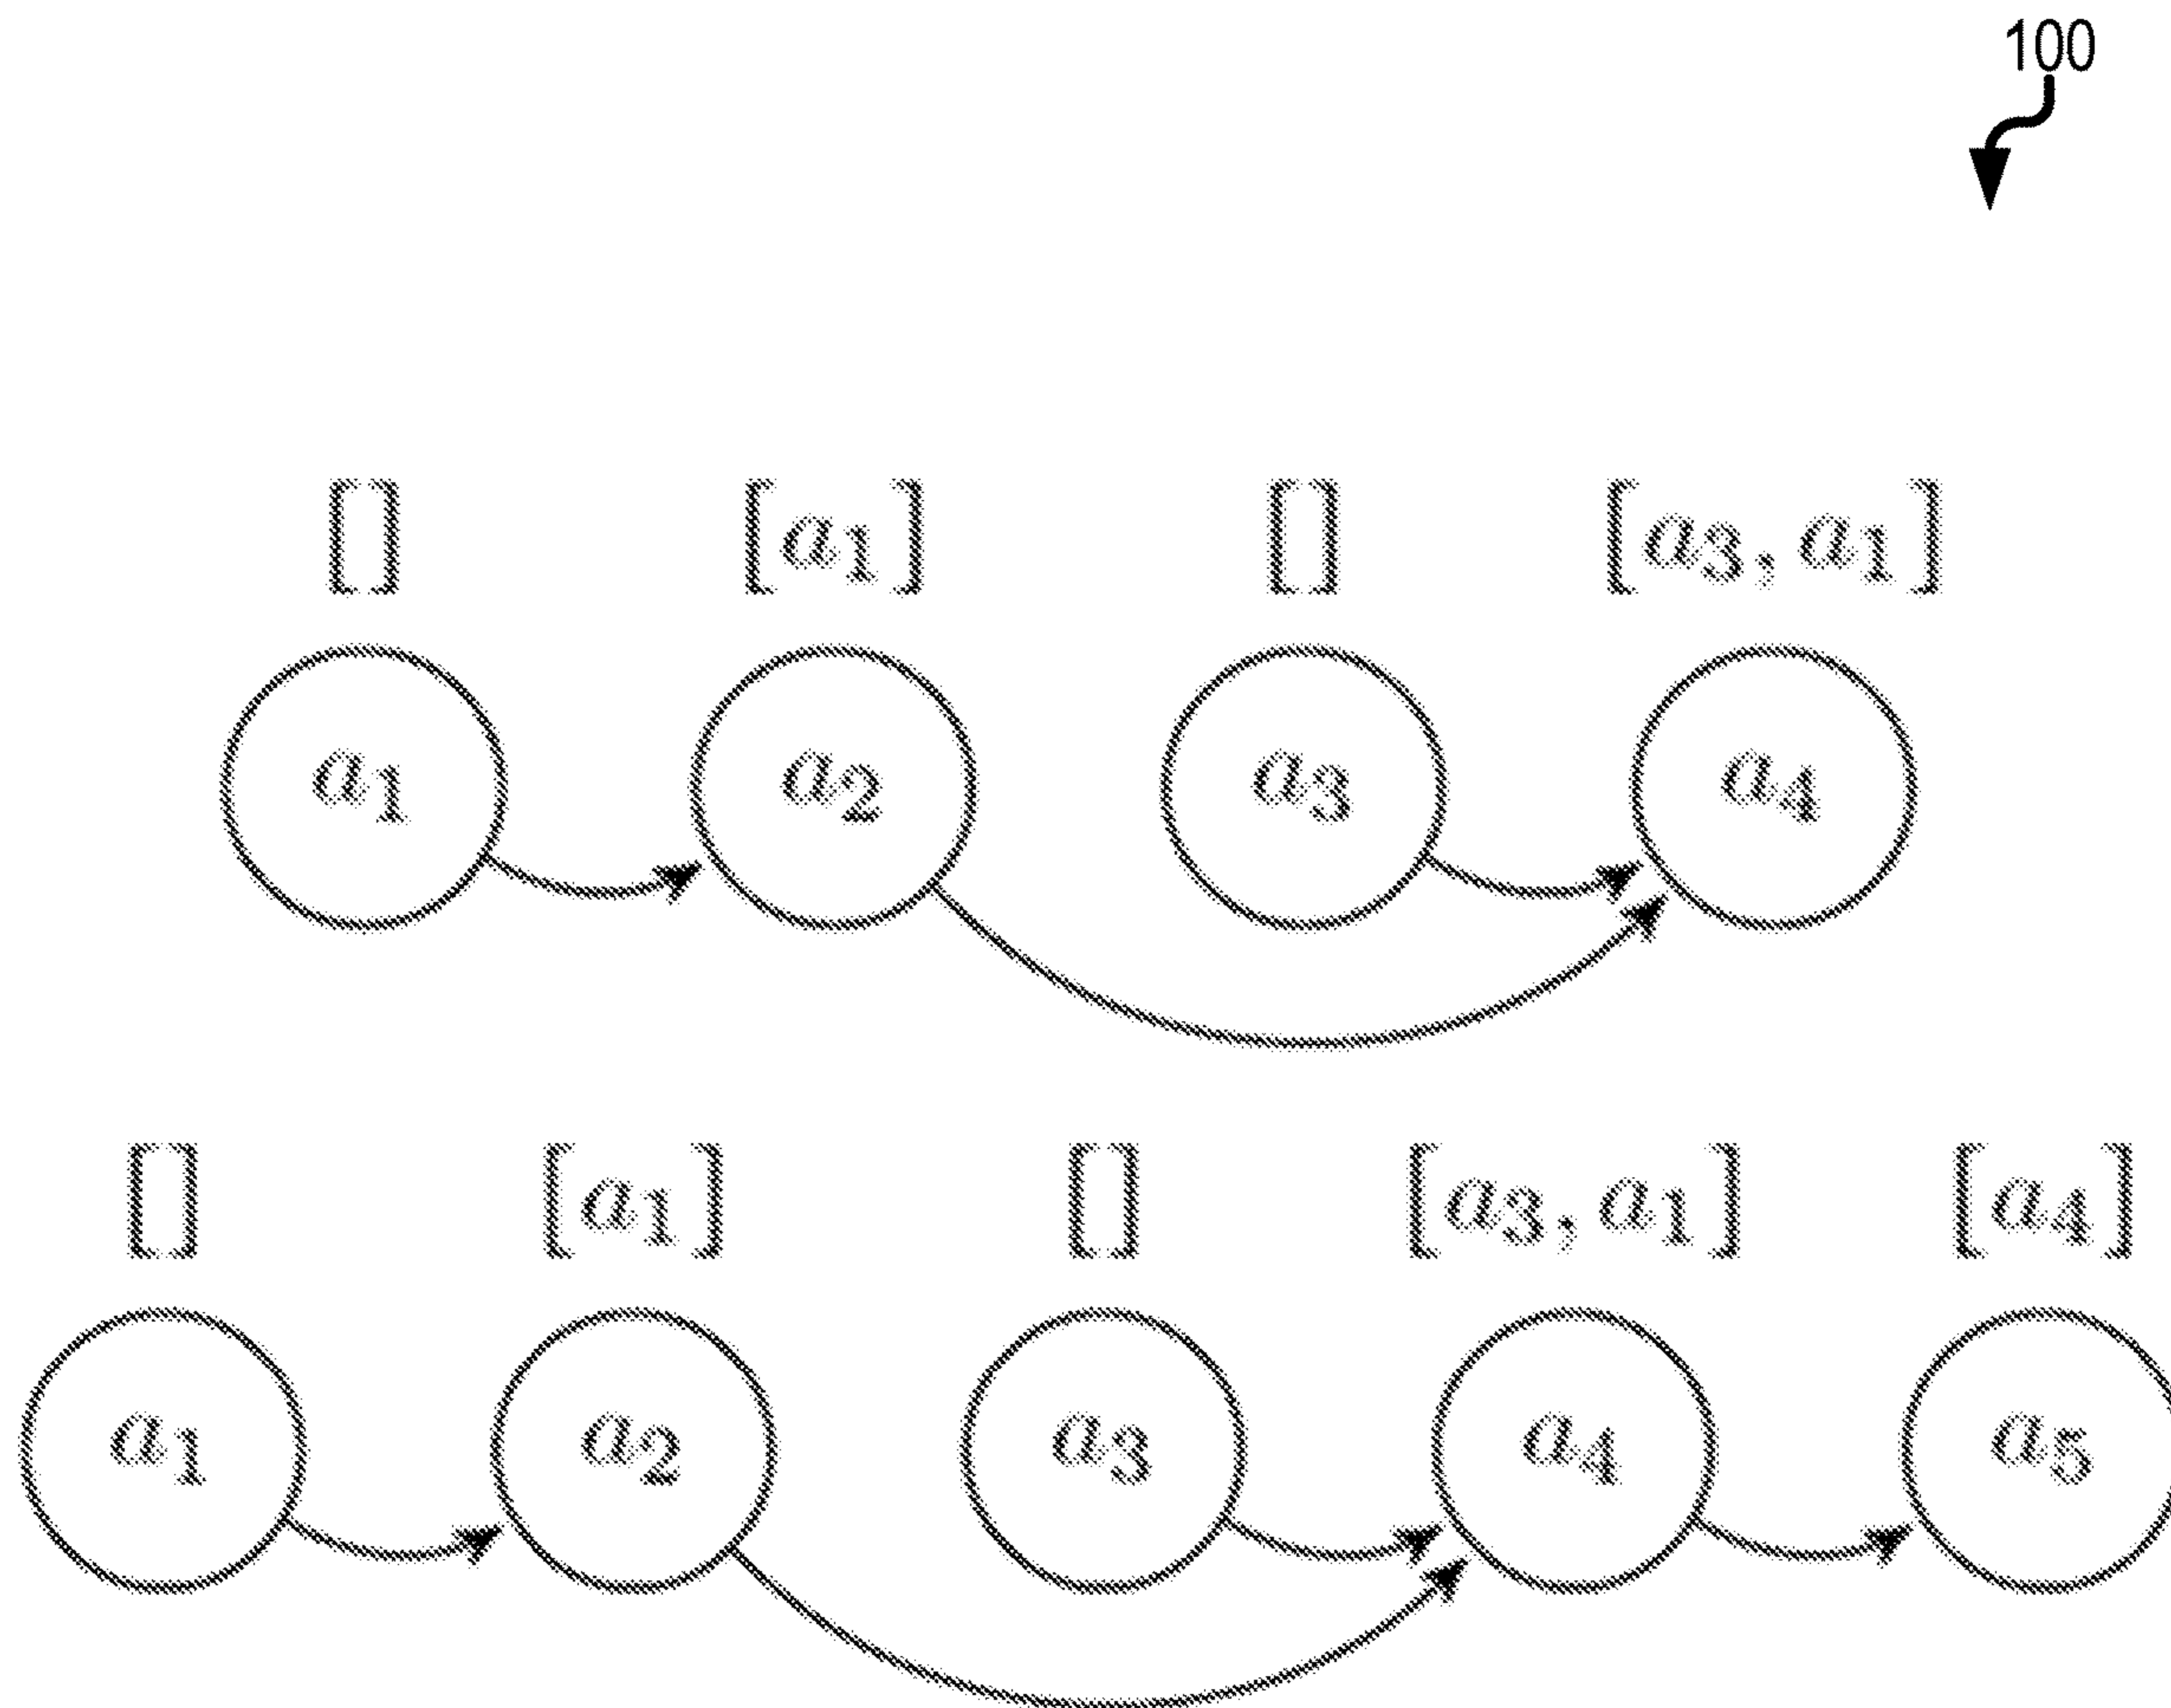 100
[] [a₁] [] [a₃, a₁]
a₁ a₂ a₃ a₄
[] [a₁] [] [a₃, a₁] [a₄]
a₁ a₂ a₃ a₄ a₅